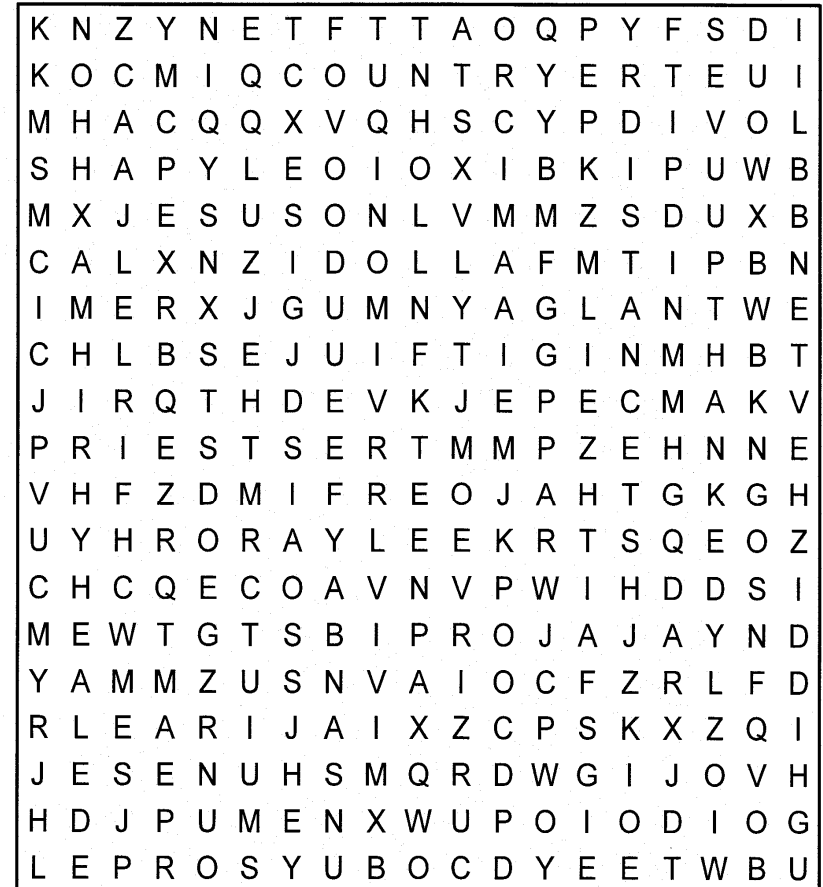 K N Z Y N E T F T T A O Q P Y F S D I
K O C M I Q C O U N T R Y E R T E U I
M H A C Q Q X V Q H S C Y P D I V O L
S H A P Y L E O I O X I B K I P U W B
M X J E S U S O N L V M M Z S D U X B
C A L X N Z I D O L L A F M T I P B N
I M E R X J G U M N Y A G L A N T W E
C H L B S E J U I F T I G I N M H B T
J I R Q T H D E V K J E P E C M A K V
P R I E S T S E R T M M P Z E H N N E
V H F Z D M I F R E O J A H T G K G H
U Y H R O R A Y L E E K R T S Q E O Z
C H C Q E C O A V N V P W I H D D S I
M E W T G T S B I P R O J A J A Y N D
Y A M M Z U S N V A I O C F Z R L F D
R L E A R I J A I X Z C P S K X Z Q I
J E S E N U H S M Q R D W G I J O V H
H D J P U M E N X W U P O I O D I O G
L E P R O S Y U B O C D Y E E T W B U